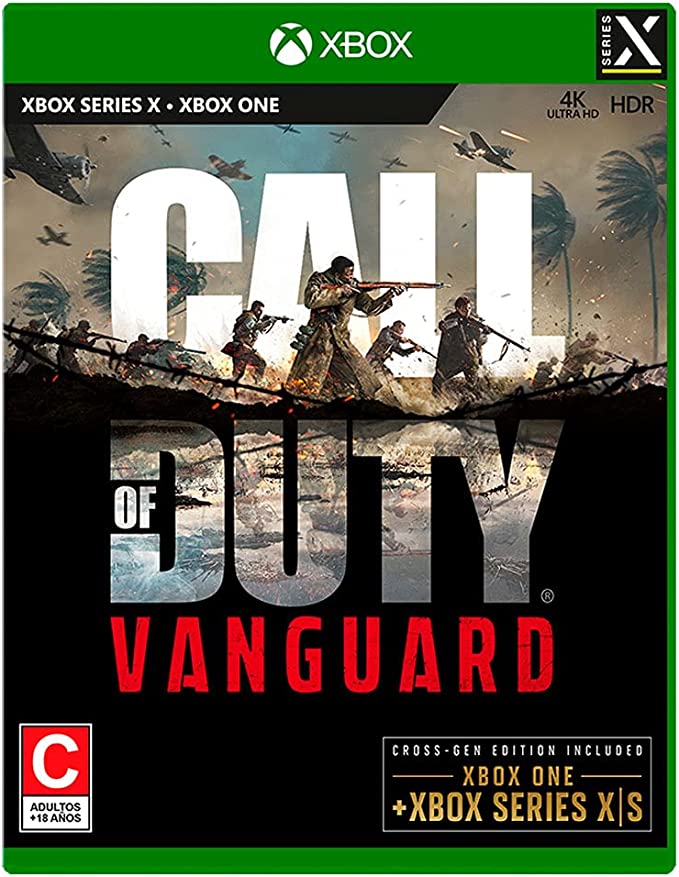 XBOX
SERIES X
XBOX SERIES X • XBOX ONE
4K
ULTRA HD
HDR
CALL
OF
DUTY®
VANGUARD
C
ADULTOS
+18 AÑOS
CROSS-GEN EDITION INCLUDED
XBOX ONE
+XBOX SERIES X|S